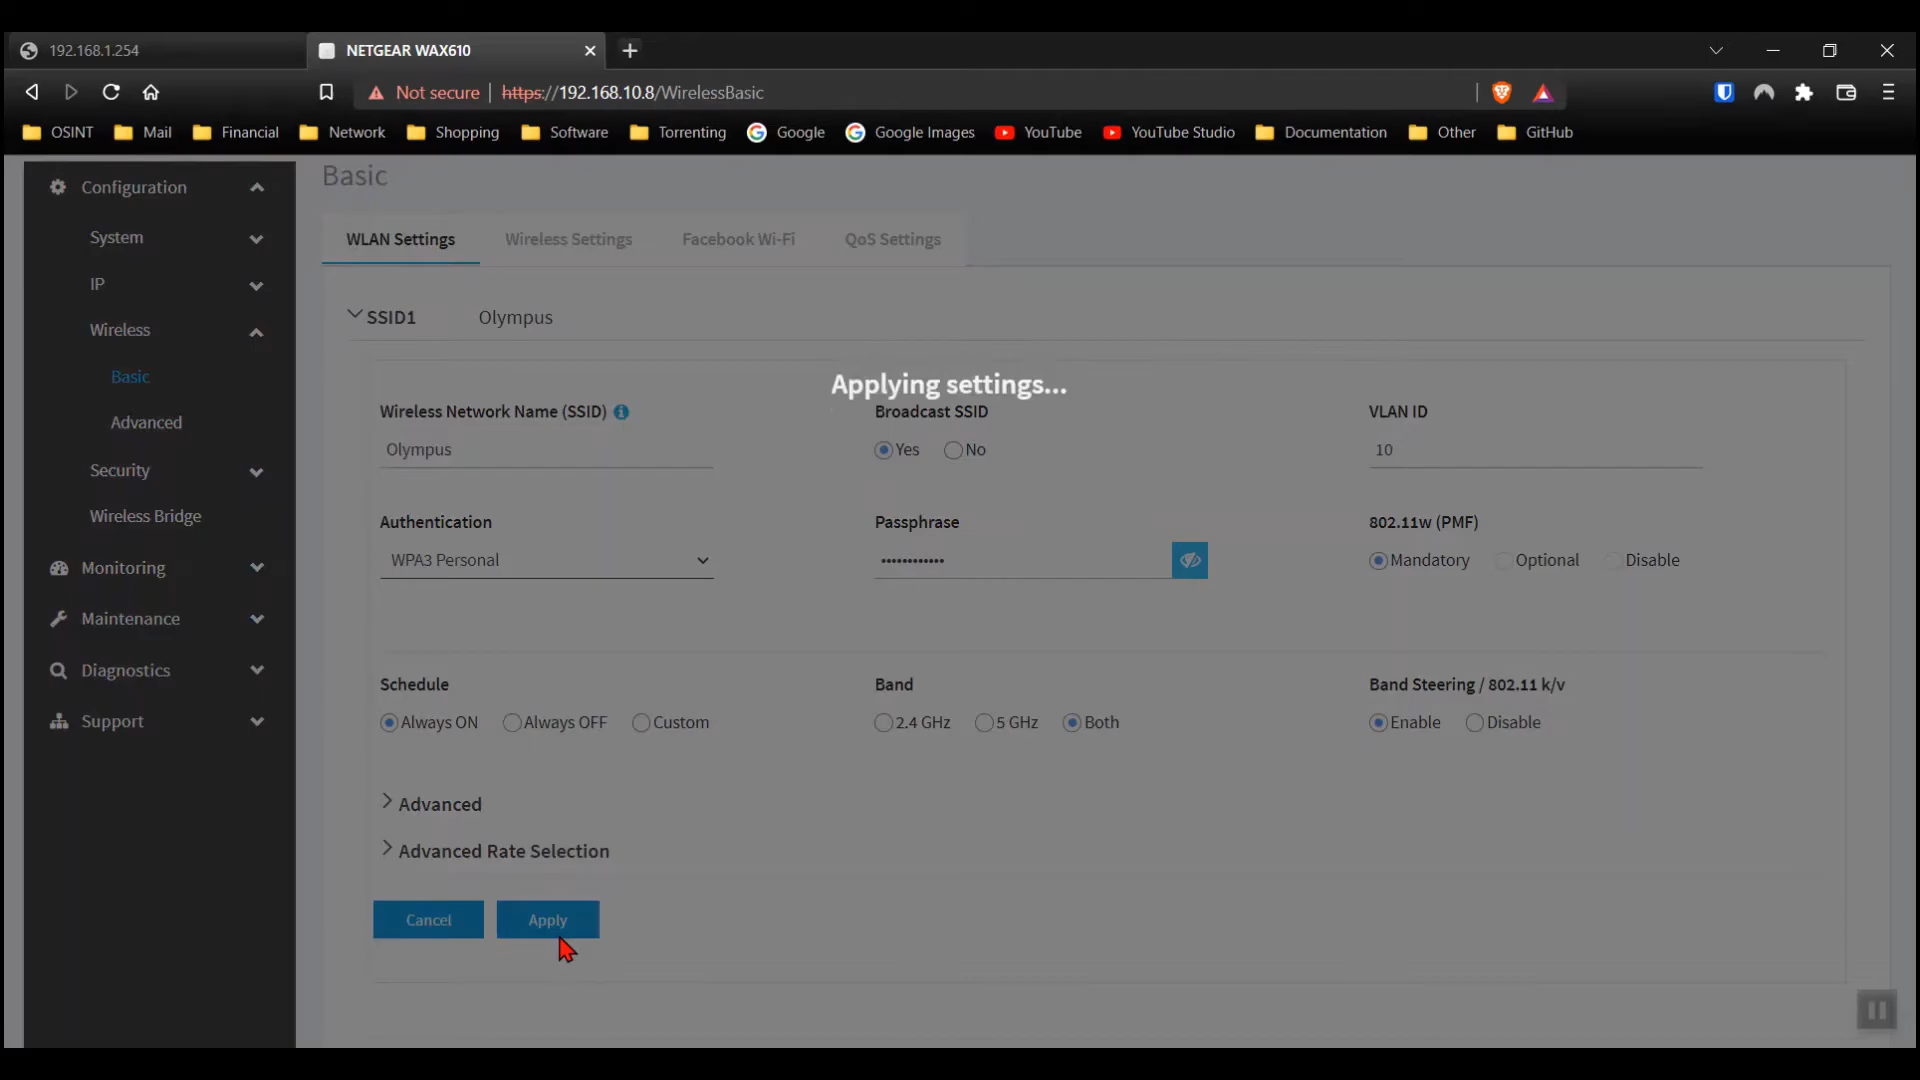 192.168.1.254
NETGEAR WAX610
Not secure
https://192.168.10.8/WirelessBasic
OSINT Mail Financial Network Shopping Software Torrenting Google Google Images YouTube YouTube Studio Documentation Other GitHub
Configuration
System
IP
Wireless
Basic
Advanced
Security
Wireless Bridge
Monitoring
Maintenance
Diagnostics
Support
Basic
WLAN Settings Wireless Settings Facebook Wi-Fi QoS Settings
SSID1 Olympus
Applying settings...
Wireless Network Name (SSID) Broadcast SSID VLAN ID
Olympus Yes No 10
Authentication Passphrase 802.11w (PMF)
WPA3 Personal •••••••••••• Mandatory Optional Disable
Schedule Band Band Steering / 802.11 k/v
Always ON Always OFF Custom 2.4 GHz 5 GHz Both Enable Disable
Advanced
Advanced Rate Selection
Cancel Apply